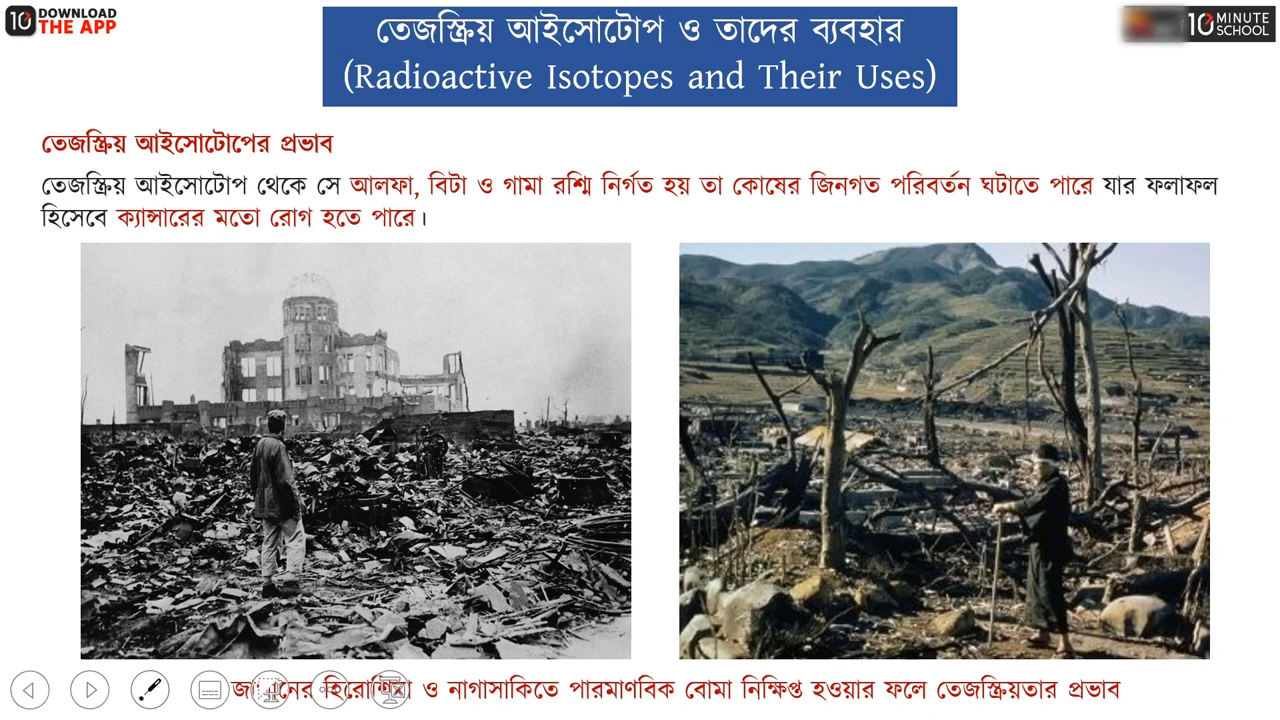 10 DOWNLOAD
THE APP
তেজস্ক্রিয় আইসোটোপ ও তাদের ব্যবহার
(Radioactive Isotopes and Their Uses)
10 MINUTE
SCHOOL
তেজস্ক্রিয় আইসোটোপের প্রভাব
তেজস্ক্রিয় আইসোটোপ থেকে সে আলফা, বিটা ও গামা রশ্মি নির্গত হয় তা কোষের জিনগত পরিবর্তন ঘটাতে পারে যার ফলাফল
হিসেবে ক্যান্সারের মতো রোগ হতে পারে।
হিরোশিমা ও নাগাসাকিতে পারমাণবিক বোমা নিক্ষিপ্ত হওয়ার ফলে তেজস্ক্রিয়তার প্রভাব